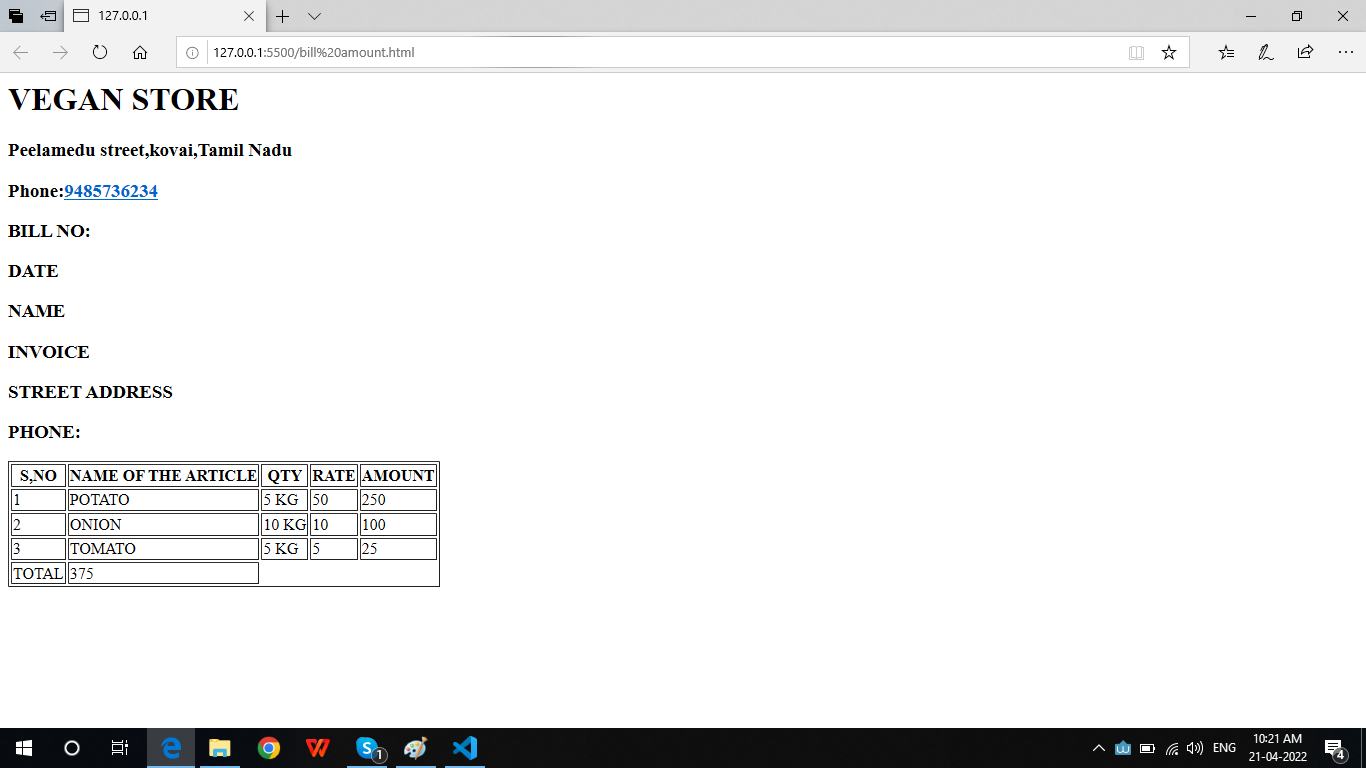 127.0.0.1
127.0.0.1:5500/bill%20amount.html
VEGAN STORE
Peelamedu street,kovai,Tamil Nadu
Phone:9485736234
BILL NO:
DATE
NAME
INVOICE
STREET ADDRESS
PHONE:
S,NO NAME OF THE ARTICLE QTY RATE AMOUNT
1 POTATO 5 KG 50 250
2 ONION 10 KG 10 100
3 TOMATO 5 KG 5 25
TOTAL 375
1
ENG
10:21 AM
21-04-2022
4